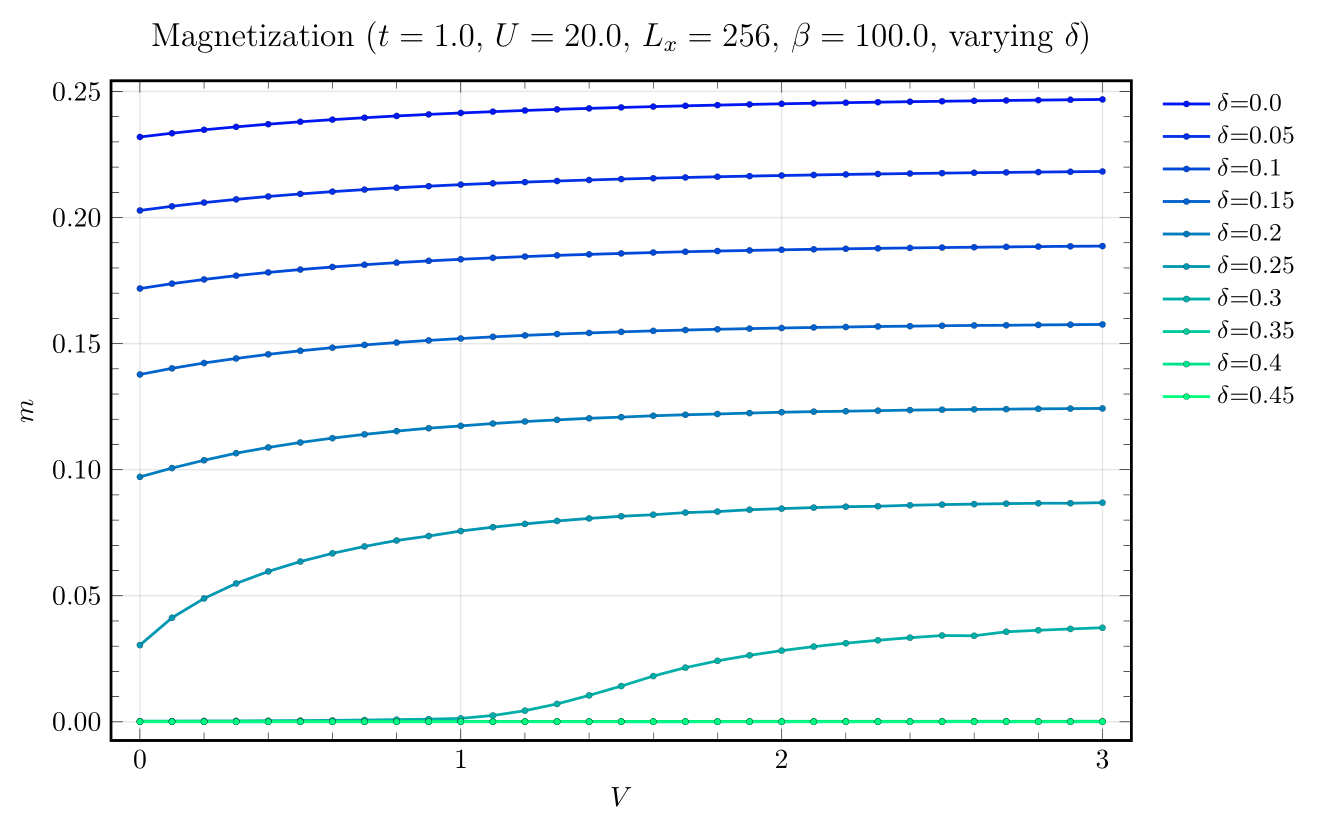 Magnetization (t = 1.0, U = 20.0, Lₓ = 256, β = 100.0, varying δ)
0.25
0.20
0.15
0.10
0.05
0.00
m
0 1 2 3
V
δ=0.0
δ=0.05
δ=0.1
δ=0.15
δ=0.2
δ=0.25
δ=0.3
δ=0.35
δ=0.4
δ=0.45